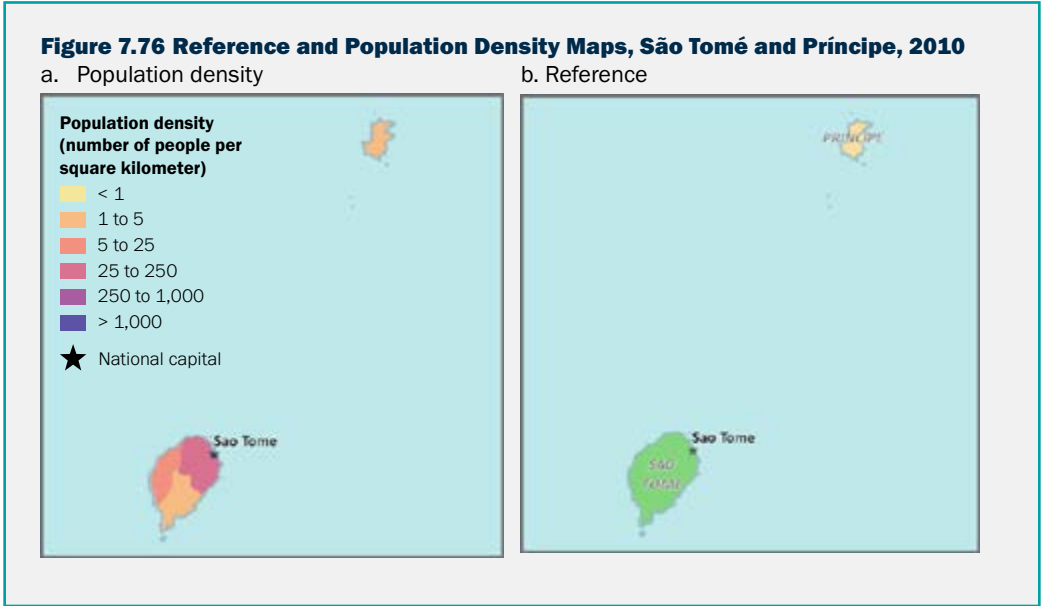 Figure 7.76 Reference and Population Density Maps, São Tomé and Príncipe, 2010
a. Population density
b. Reference
Population density
(number of people per
square kilometer)
< 1
1 to 5
5 to 25
25 to 250
250 to 1,000
> 1,000
National capital
Sao Tome
PRINCIPE
Sao Tome
SAO
TOME